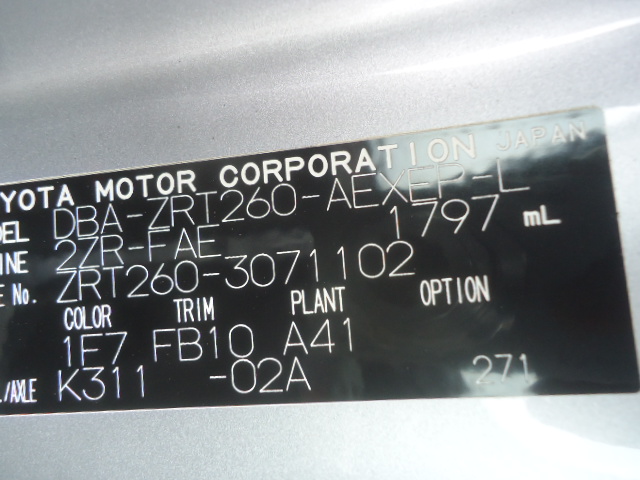 YOTA MOTOR CORPORATION JAPAN
DEL DBA-ZRT260-AEXEP-L
INE 2ZR-FAE 1797 mL
E No. ZRT260-3071102
COLOR TRIM PLANT OPTION
1F7 FB10 A41
./AXLE K311 -02A 271